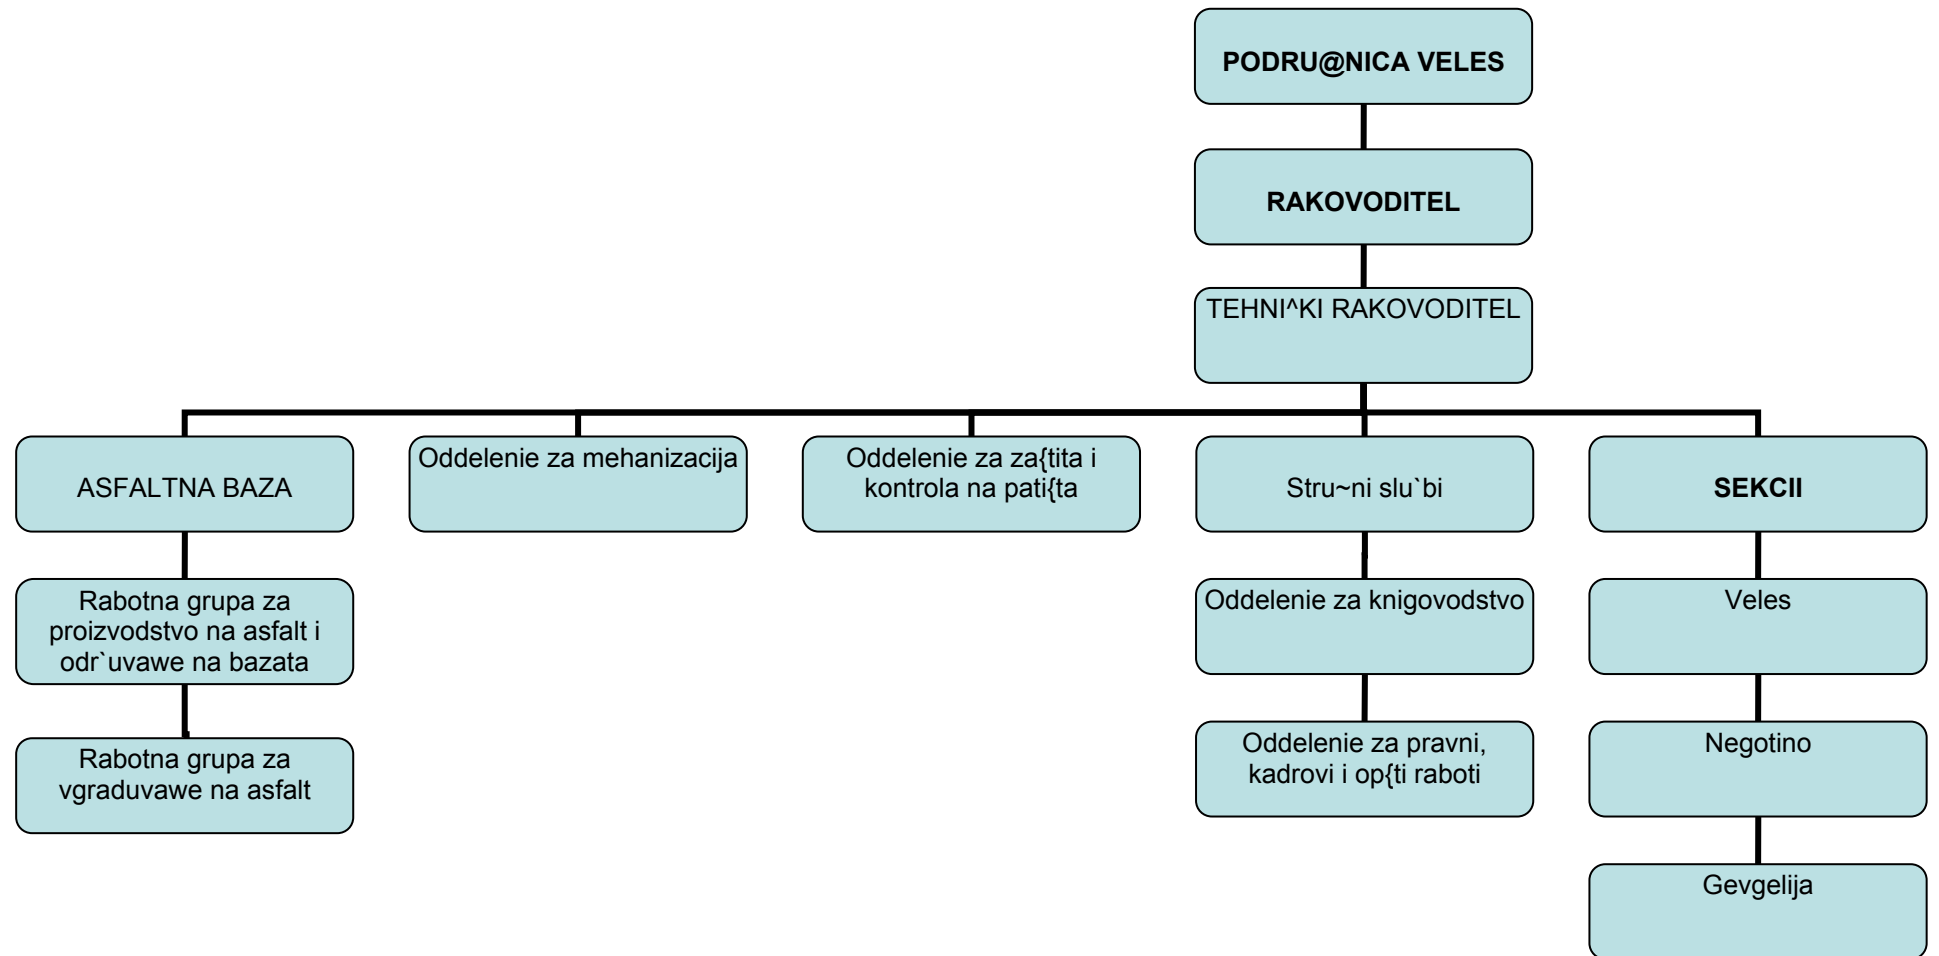 PODRU@NICA VELES
RAKOVODITEL
TEHNI^KI RAKOVODITEL
ASFALTNA BAZA
Oddelenie za mehanizacija
Oddelenie za za{tita i
kontrola na pati{ta
Stru~ni slu`bi
SEKCII
Rabotna grupa za
proizvodstvo na asfalt i
odr`uvawe na bazata
Oddelenie za knigovodstvo
Veles
Rabotna grupa za
vgraduvawe na asfalt
Oddelenie za pravni,
kadrovi i op{ti raboti
Negotino
Gevgelija